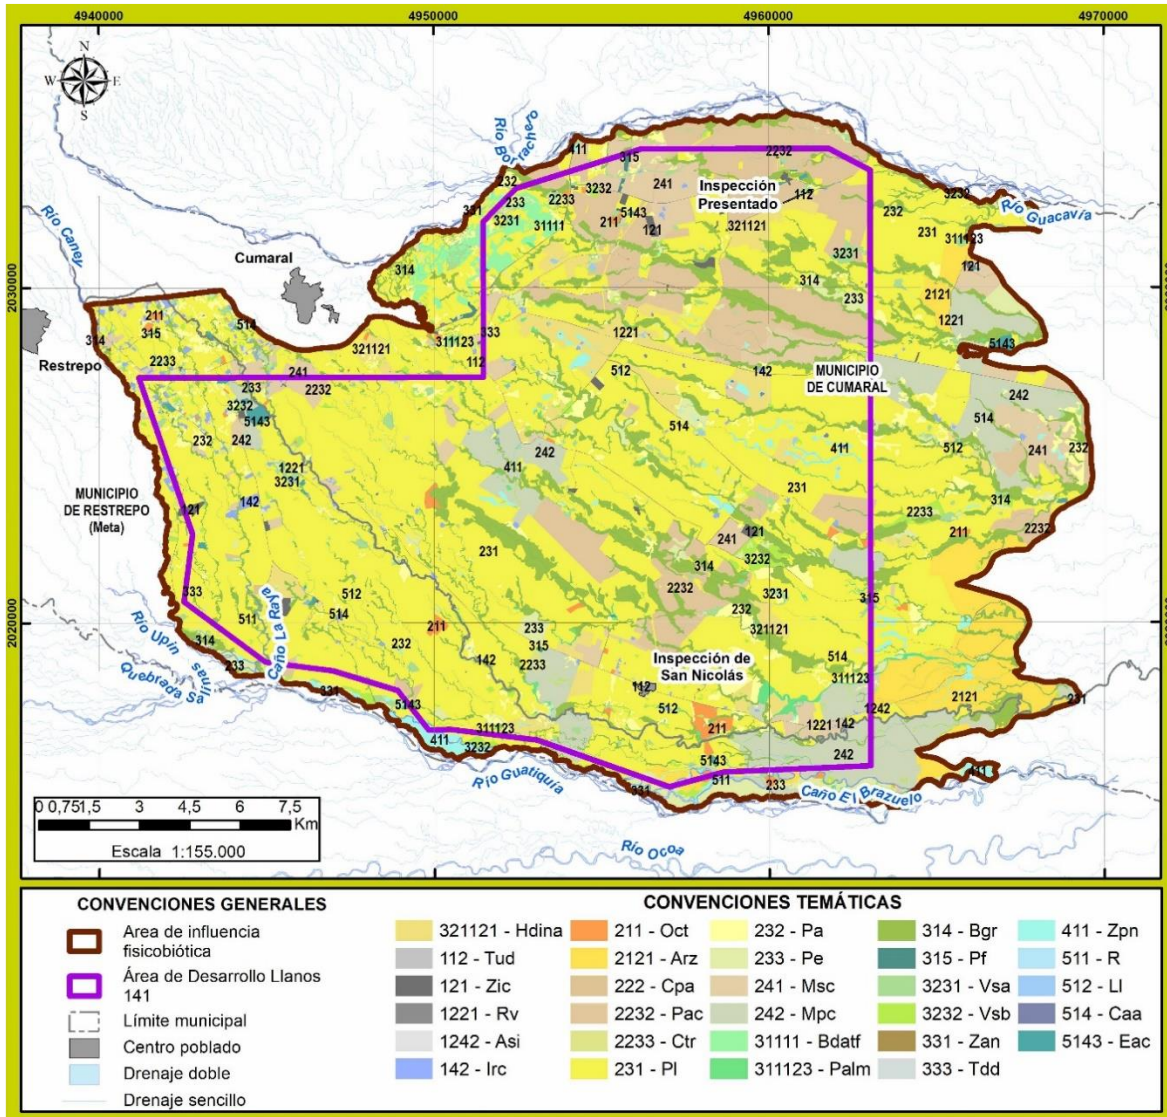 4940000
4950000
4960000
4970000
N
W
E
S
Río Borrachero
411
315
2232
232
3232
241
Inspección
Presentado
112
3232
331
233
2233
5143
232
Río Guacavía
3231
31111
211
121
321121
231
311123
Río Caney
Cumaral
3231
121
2030000
314
314
233
2121
211
514
1221
314
315
333
1221
321121
311123
5143
2233
112
Restrepo
241
512
142
MUNICIPIO
DE CUMARAL
233
2232
242
3232
514
514
5143
232
242
242
411
512
241
232
411
1221
3231
231
MUNICIPIO
DE RESTREPO
(Meta)
142
314
121
2233
121
241
211
2232
231
3232
314
2232
3231
333
512
232
315
2020000
511
514
211
233
321121
Río Upín
314
Caño La Raya
232
315
514
Quebrada Salinas
233
142
2233
Inspección de
San Nicolás
311123
331
112
2121
231
5143
512
1242
311123
211
1221
142
411
3232
242
5143
411
Río Guatiquía
511
331
233
Caño El Brazuelo
Río Ocoa
0 0,751,5 3 4,5 6 7,5
Km
Escala 1:155.000
CONVENCIONES GENERALES
Area de influencia
fisicobiótica
Área de Desarrollo Llanos
141
Límite municipal
Centro poblado
Drenaje doble
Drenaje sencillo
CONVENCIONES TEMÁTICAS
321121 - Hdina
112 - Tud
121 - Zic
1221 - Rv
1242 - Asi
142 - Irc
211 - Oct
2121 - Arz
222 - Cpa
2232 - Pac
2233 - Ctr
231 - Pl
232 - Pa
233 - Pe
241 - Msc
242 - Mpc
31111 - Bdatf
311123 - Palm
314 - Bgr
315 - Pf
3231 - Vsa
3232 - Vsb
331 - Zan
333 - Tdd
411 - Zpn
511 - R
512 - Ll
514 - Caa
5143 - Eac